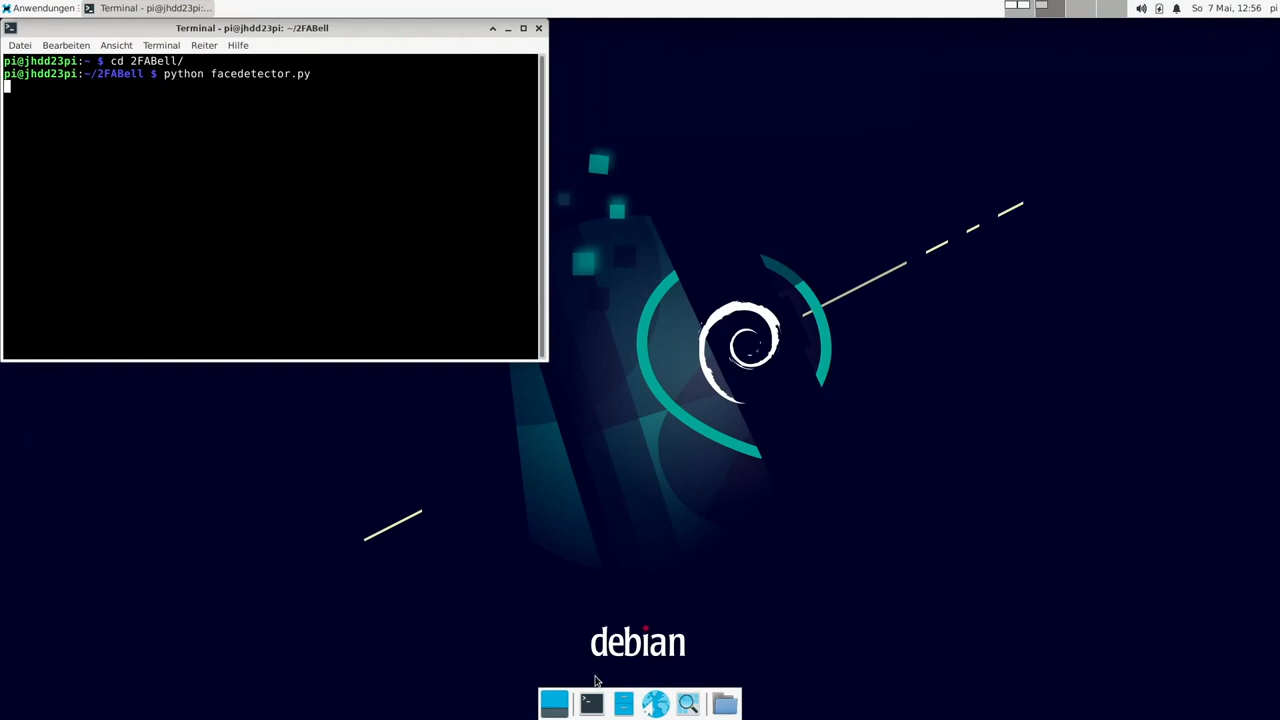 Anwendungen
Terminal - pi@jhdd23pi:...
So 7 Mai, 12:56 pi
Terminal - pi@jhdd23pi: ~/2FABell
Datei Bearbeiten Ansicht Terminal Reiter Hilfe
pi@jhdd23pi:~ $ cd 2FABell/
pi@jhdd23pi:~/2FABell $ python facedetector.py
debian